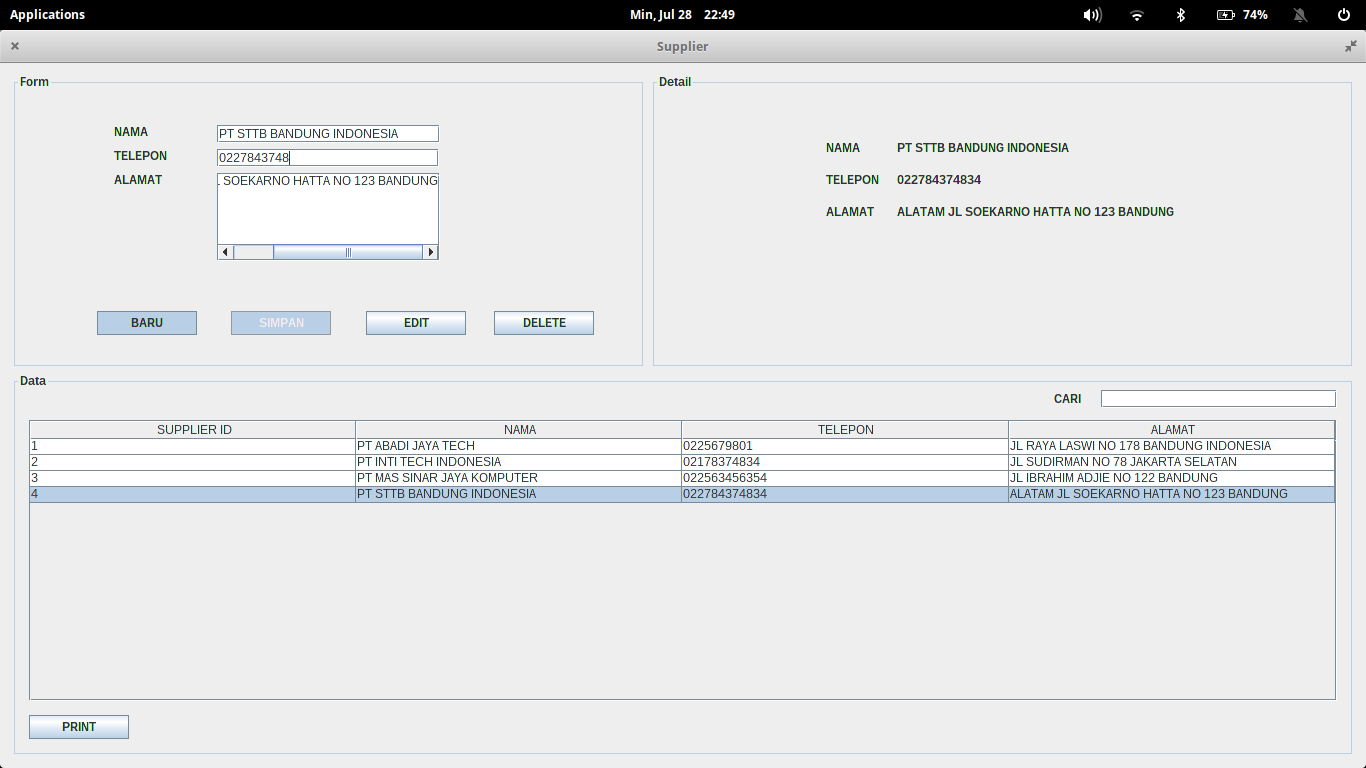 Applications
Min, Jul 28 22:49
74%
Supplier
Form
NAMA PT STTB BANDUNG INDONESIA
TELEPON 0227843748
ALAMAT . SOEKARNO HATTA NO 123 BANDUNG
BARU SIMPAN EDIT DELETE
Detail
NAMA PT STTB BANDUNG INDONESIA
TELEPON 022784374834
ALAMAT ALATAM JL SOEKARNO HATTA NO 123 BANDUNG
Data
CARI
SUPPLIER ID NAMA TELEPON ALAMAT
1 PT ABADI JAYA TECH 0225679801 JL RAYA LASWI NO 178 BANDUNG INDONESIA
2 PT INTI TECH INDONESIA 02178374834 JL SUDIRMAN NO 78 JAKARTA SELATAN
3 PT MAS SINAR JAYA KOMPUTER 022563456354 JL IBRAHIM ADJIE NO 122 BANDUNG
4 PT STTB BANDUNG INDONESIA 022784374834 ALATAM JL SOEKARNO HATTA NO 123 BANDUNG
PRINT